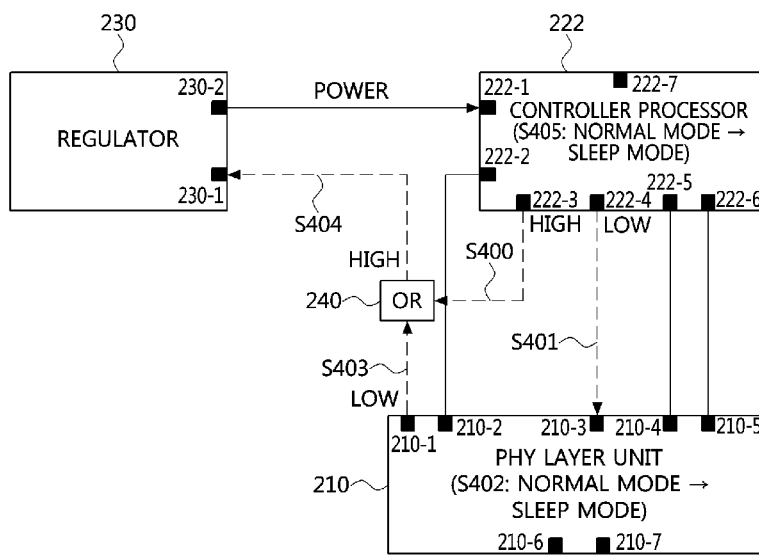 230
222
230-2
POWER
222-1
222-7
REGULATOR
CONTROLLER PROCESSOR
(S405: NORMAL MODE →
SLEEP MODE)
222-2
230-1
222-5
222-3
222-4
222-6
S404
HIGH
LOW
HIGH
S400
240
OR
S401
S403
LOW
210-1
210-2
210-3
210-4
210-5
PHY LAYER UNIT
210
(S402: NORMAL MODE →
SLEEP MODE)
210-6
210-7